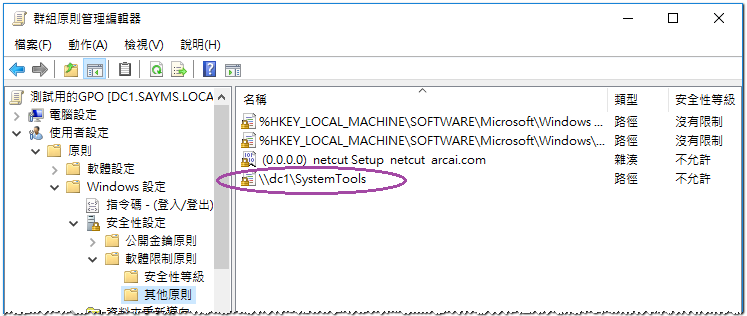 群組原則管理編輯器
檔案(F) 動作(A) 檢視(V) 說明(H)
測試用的GPO [DC1.SAYMS.LOCA
電腦設定
使用者設定
原則
軟體設定
Windows 設定
指令碼 - (登入/登出)
安全性設定
公開金鑰原則
軟體限制原則
安全性等級
其他原則
名稱 類型 安全性等級
%HKEY_LOCAL_MACHINE\SOFTWARE\Microsoft\Windows ... 路徑 沒有限制
%HKEY_LOCAL_MACHINE\SOFTWARE\Microsoft\Windows\... 路徑 沒有限制
(0.0.0.0) netcut Setup netcut arcai.com 雜湊 不允許
\\dc1\SystemTools 路徑 不允許